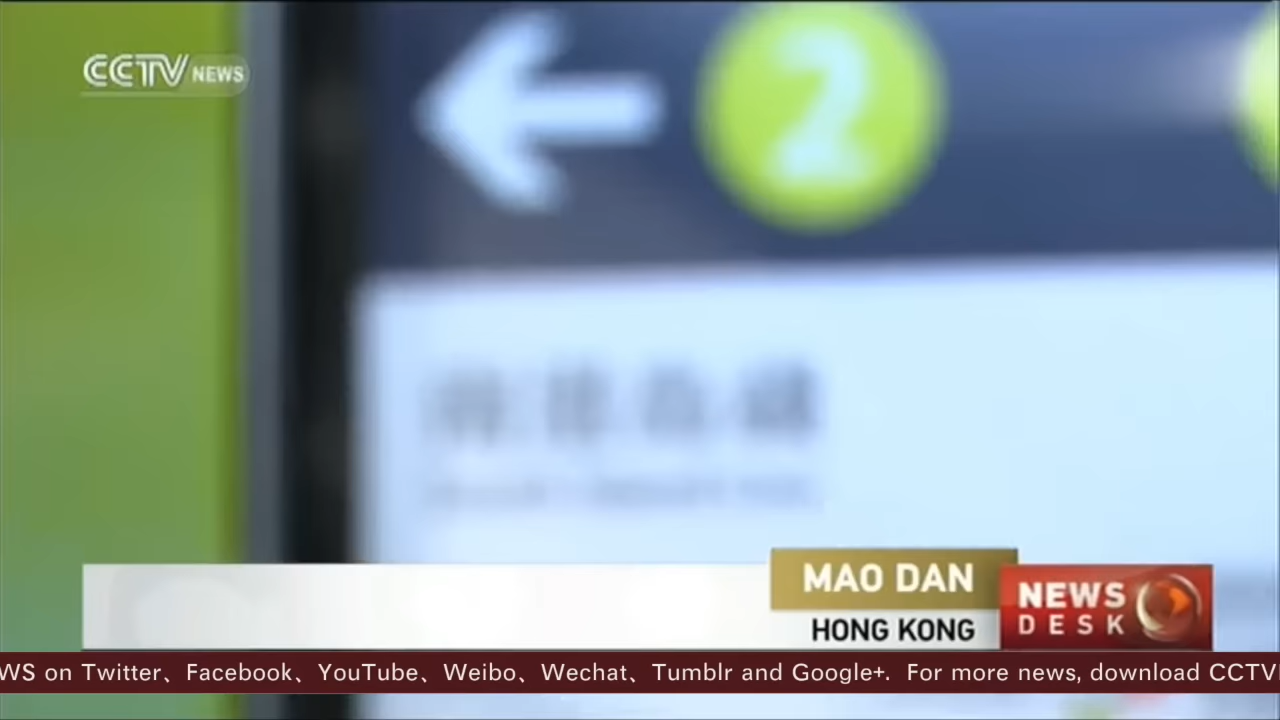 CCTV NEWS
2
MAO DAN
HONG KONG
NEWS
DESK
WS on Twitter、Facebook、YouTube、Weibo、Wechat、Tumblr and Google+. For more news, download CCTV